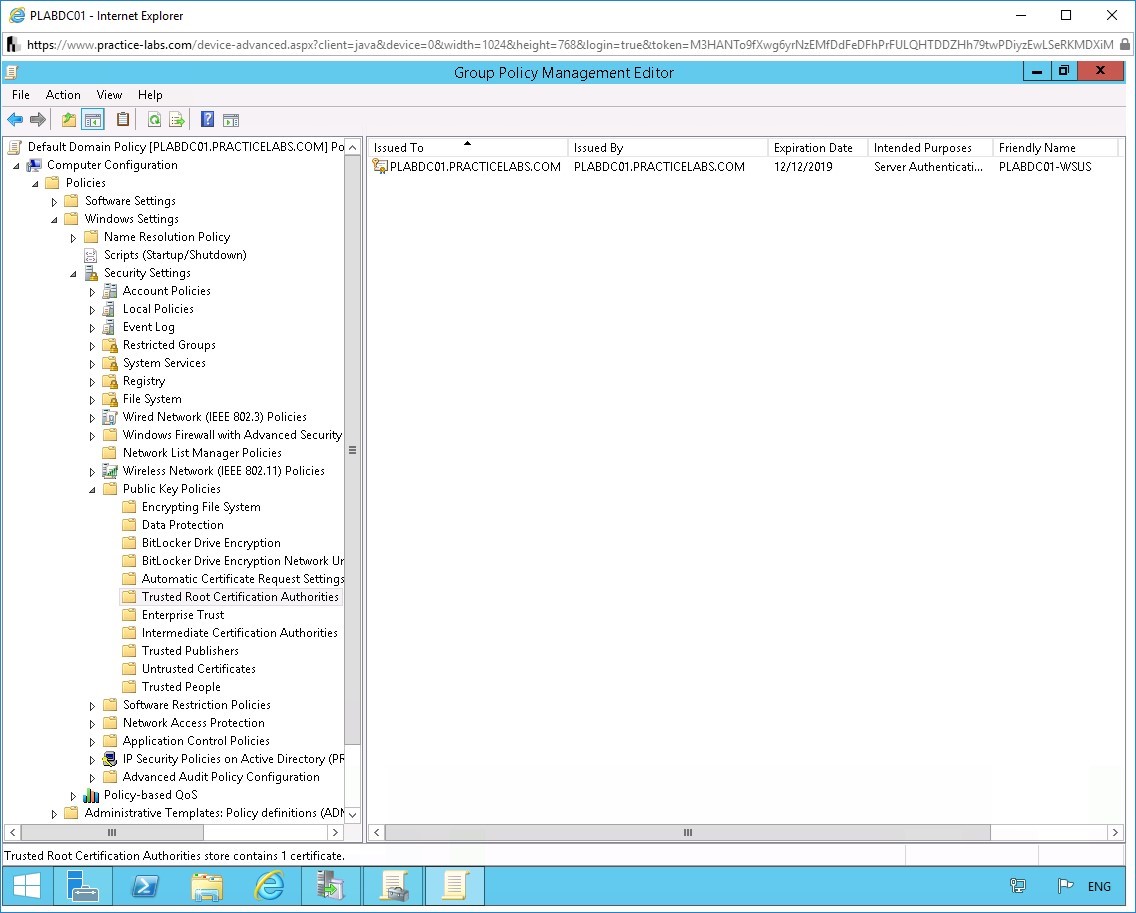 PLABDC01 - Internet Explorer
https://www.practice-labs.com/device-advanced.aspx?client=java&device=0&width=1024&height=768&login=true&token=M3HANTo9fXwg6yrNzEMfDdFeDFhPrFULQHTDDZHh79twPDiyzEwLSeRKMDXiM
Group Policy Management Editor
File Action View Help
Default Domain Policy [PLABDC01.PRACTICELABS.COM] Po
Computer Configuration
Policies
Software Settings
Windows Settings
Name Resolution Policy
Scripts (Startup/Shutdown)
Security Settings
Account Policies
Local Policies
Event Log
Restricted Groups
System Services
Registry
File System
Wired Network (IEEE 802.3) Policies
Windows Firewall with Advanced Security
Network List Manager Policies
Wireless Network (IEEE 802.11) Policies
Public Key Policies
Encrypting File System
Data Protection
BitLocker Drive Encryption
BitLocker Drive Encryption Network Ur
Automatic Certificate Request Settings
Trusted Root Certification Authorities
Enterprise Trust
Intermediate Certification Authorities
Trusted Publishers
Untrusted Certificates
Trusted People
Software Restriction Policies
Network Access Protection
Application Control Policies
IP Security Policies on Active Directory (PR
Advanced Audit Policy Configuration
Policy-based QoS
Administrative Templates: Policy definitions (ADM
Issued To Issued By Expiration Date Intended Purposes Friendly Name
PLABDC01.PRACTICELABS.COM PLABDC01.PRACTICELABS.COM 12/12/2019 Server Authenticati... PLABDC01-WSUS
Trusted Root Certification Authorities store contains 1 certificate.
ENG